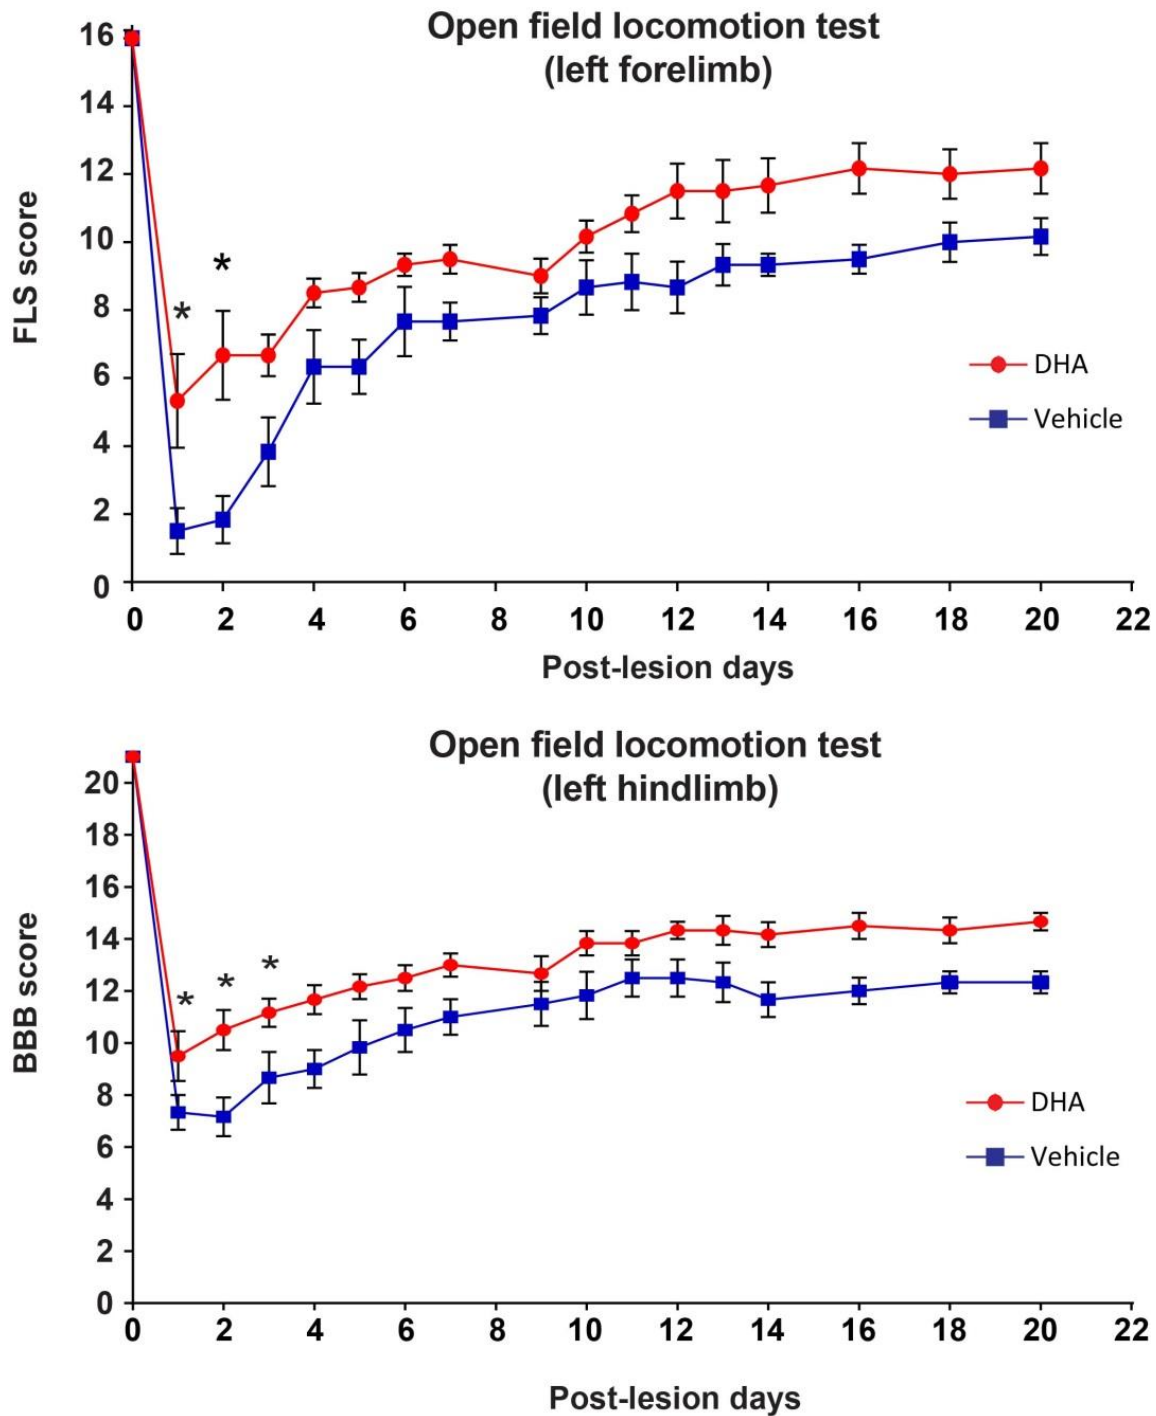 Open field locomotion test
(left forelimb)
16
14
12
10
8
6
4
2
0
FLS score
*
*
DHA
Vehicle
0 2 4 6 8 10 12 14 16 18 20 22
Post-lesion days
Open field locomotion test
(left hindlimb)
20
18
16
14
12
10
8
6
4
2
0
BBB score
*
*
*
DHA
Vehicle
0 2 4 6 8 10 12 14 16 18 20 22
Post-lesion days